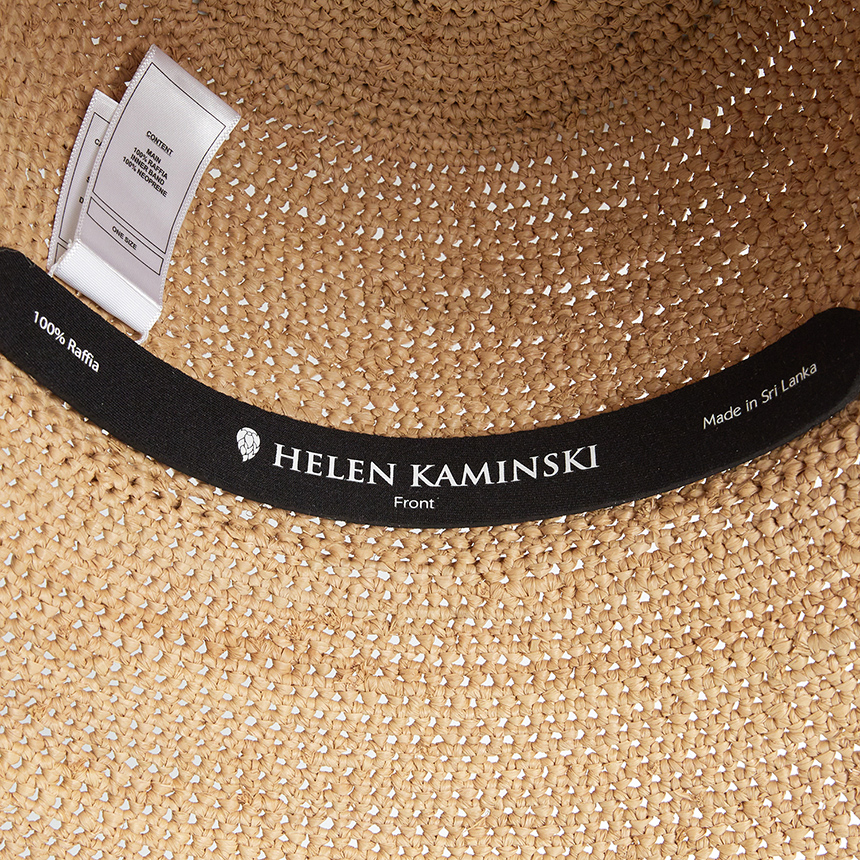 CONTENT
MAIN
100% RAFFIA
INNER BAND
100% NEOPRENE
ONE SIZE
100% Raffia
HELEN KAMINSKI
Front
Made in Sri Lanka